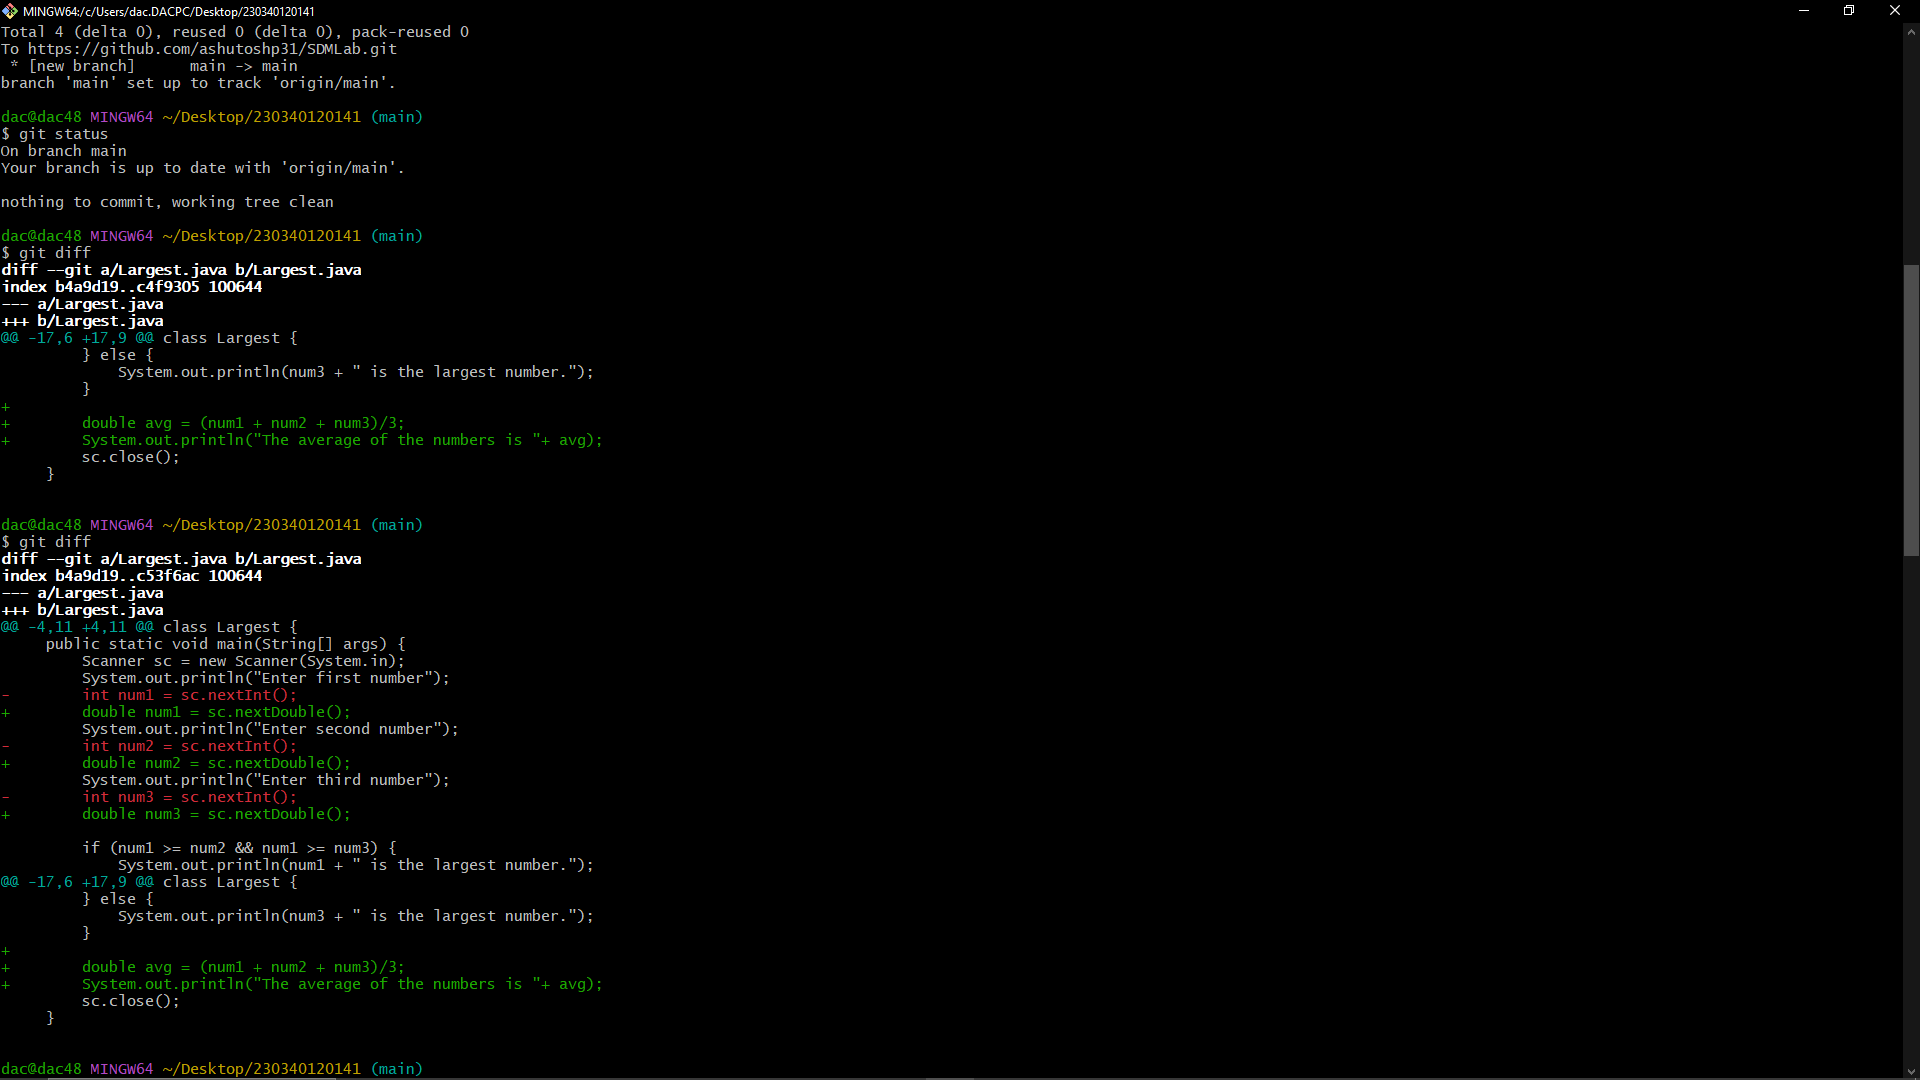 MINGW64:/c/Users/dac.DACPC/Desktop/230340120141
Total 4 (delta 0), reused 0 (delta 0), pack-reused 0
To https://github.com/ashutoshp31/SDMLab.git
 * [new branch]      main -> main
branch 'main' set up to track 'origin/main'.

dac@dac48 MINGW64 ~/Desktop/230340120141 (main)
$ git status
On branch main
Your branch is up to date with 'origin/main'.

nothing to commit, working tree clean

dac@dac48 MINGW64 ~/Desktop/230340120141 (main)
$ git diff
diff --git a/Largest.java b/Largest.java
index b4a9d19..c4f9305 100644
--- a/Largest.java
+++ b/Largest.java
@@ -17,6 +17,9 @@ class Largest {
         } else {
             System.out.println(num3 + " is the largest number.");
         }
+
+        double avg = (num1 + num2 + num3)/3;
+        System.out.println("The average of the numbers is "+ avg);
         sc.close();
     }


dac@dac48 MINGW64 ~/Desktop/230340120141 (main)
$ git diff
diff --git a/Largest.java b/Largest.java
index b4a9d19..c53f6ac 100644
--- a/Largest.java
+++ b/Largest.java
@@ -4,11 +4,11 @@ class Largest {
     public static void main(String[] args) {
         Scanner sc = new Scanner(System.in);
         System.out.println("Enter first number");
-        int num1 = sc.nextInt();
+        double num1 = sc.nextDouble();
         System.out.println("Enter second number");
-        int num2 = sc.nextInt();
+        double num2 = sc.nextDouble();
         System.out.println("Enter third number");
-        int num3 = sc.nextInt();
+        double num3 = sc.nextDouble();

         if (num1 >= num2 && num1 >= num3) {
             System.out.println(num1 + " is the largest number.");
@@ -17,6 +17,9 @@ class Largest {
         } else {
             System.out.println(num3 + " is the largest number.");
         }
+
+        double avg = (num1 + num2 + num3)/3;
+        System.out.println("The average of the numbers is "+ avg);
         sc.close();
     }


dac@dac48 MINGW64 ~/Desktop/230340120141 (main)